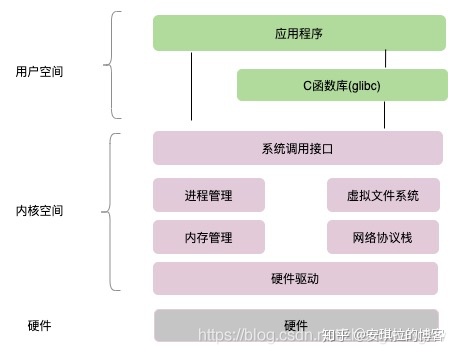 应用程序
用户空间
C函数库(glibc)
系统调用接口
进程管理
虚拟文件系统
内核空间
内存管理
网络协议栈
硬件驱动
硬件
硬件
https://blog.csdn.n
知乎 @安琪位的博客